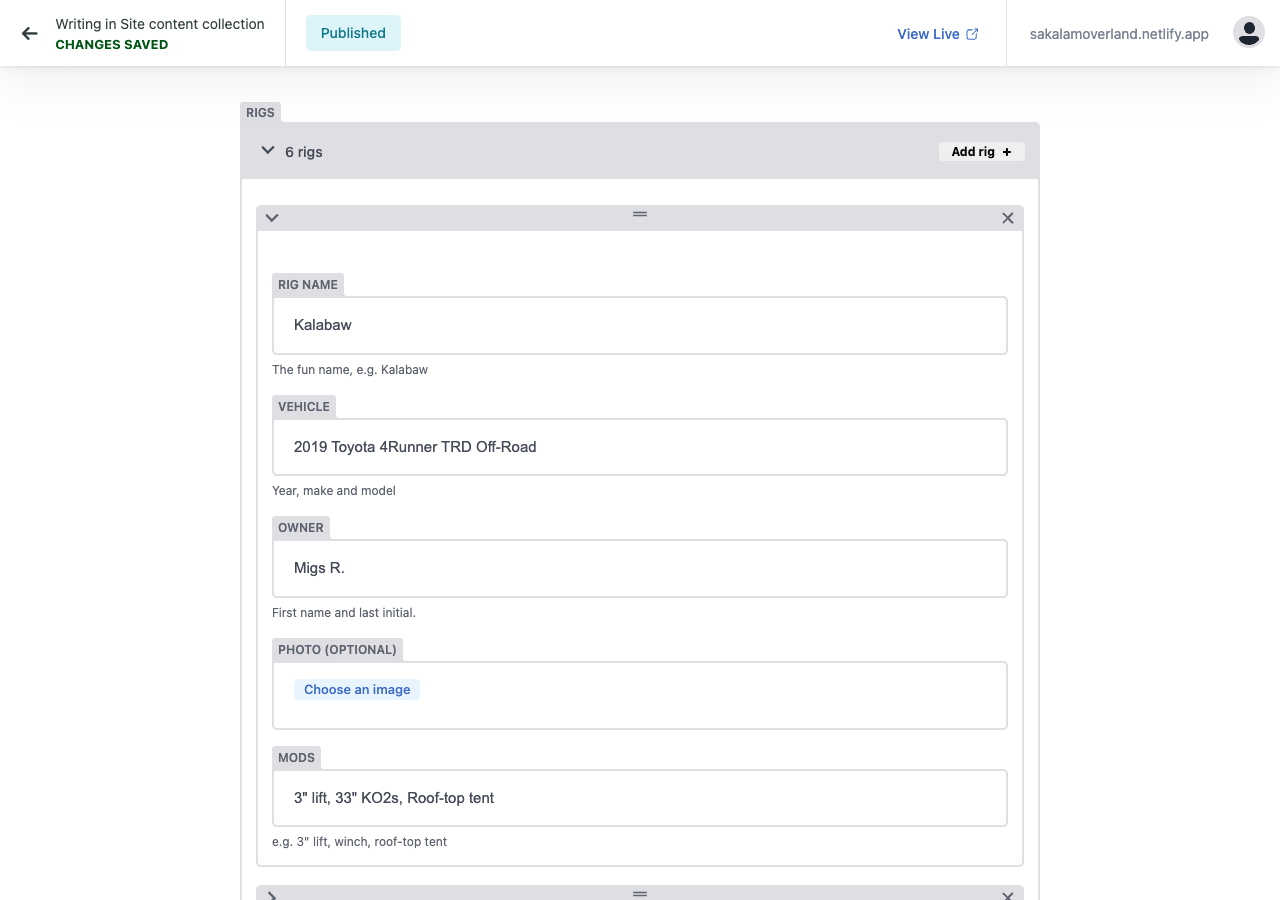 Writing in Site content collection
CHANGES SAVED
Published
View Live
sakalamoverland.netlify.app
RIGS
6 rigs
Add rig +
RIG NAME
Kalabaw
The fun name, e.g. Kalabaw
VEHICLE
2019 Toyota 4Runner TRD Off-Road
Year, make and model
OWNER
Migs R.
First name and last initial.
PHOTO (OPTIONAL)
Choose an image
MODS
3" lift, 33" KO2s, Roof-top tent
e.g. 3" lift, winch, roof-top tent